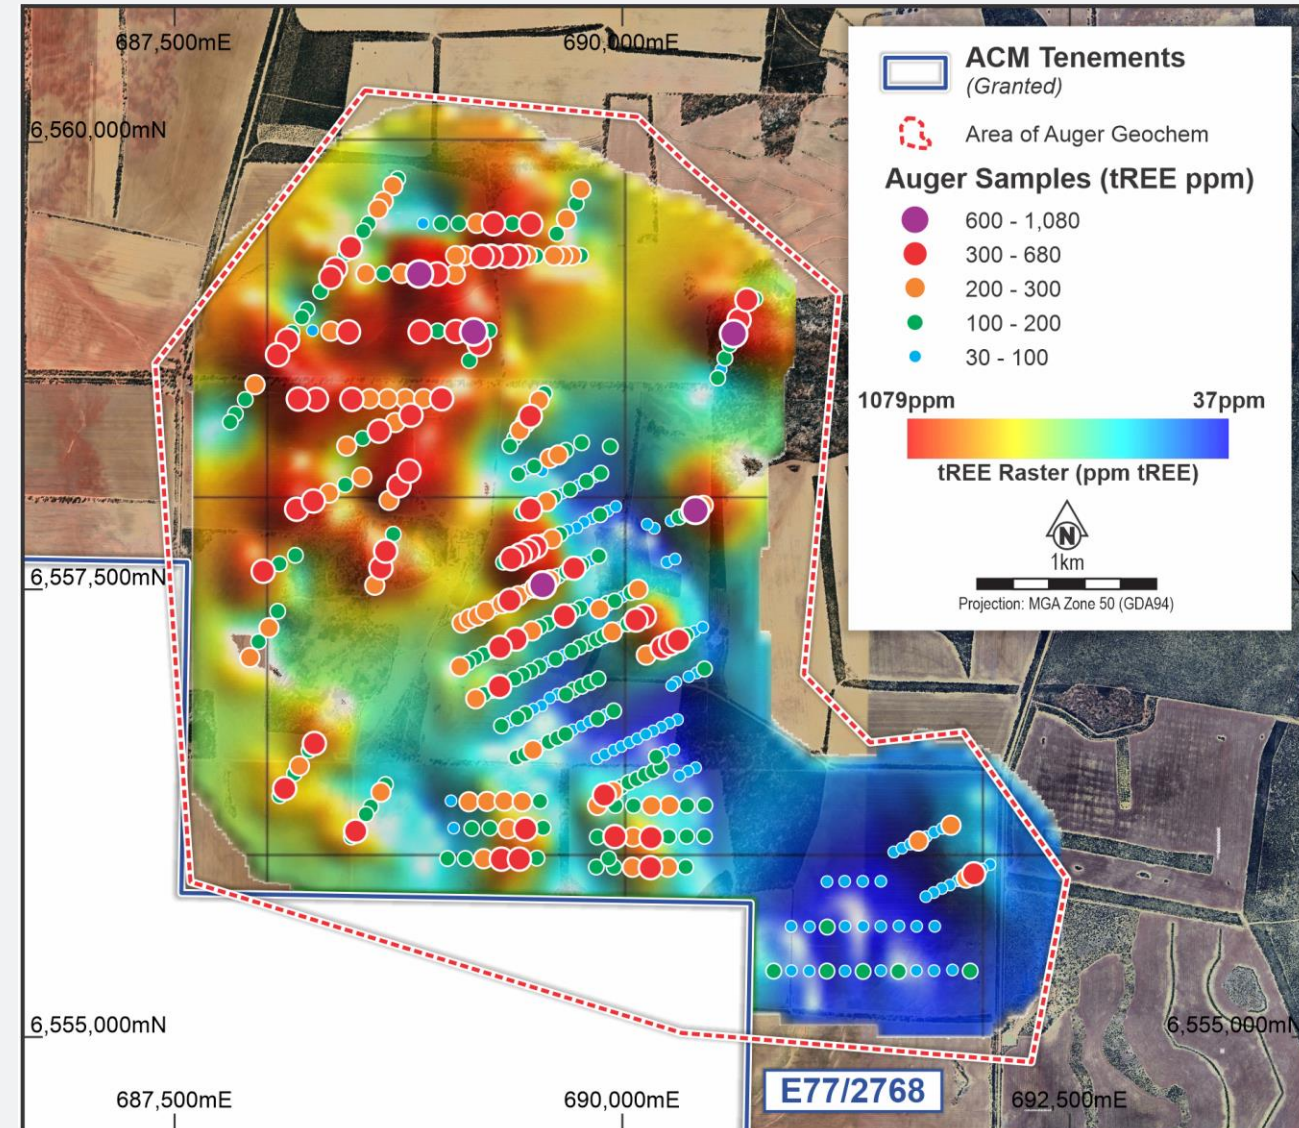 687,500mE
690,000mE
6,560,000mN
ACM Tenements
(Granted)
Area of Auger Geochem
Auger Samples (tREE ppm)
600 - 1,080
300 - 680
200 - 300
100 - 200
30 - 100
1079ppm 37ppm
tREE Raster (ppm tREE)
N
1km
Projection: MGA Zone 50 (GDA94)
6,557,500mN
6,555,000mN
6,555,000mN
E77/2768
687,500mE
690,000mE
692,500mE